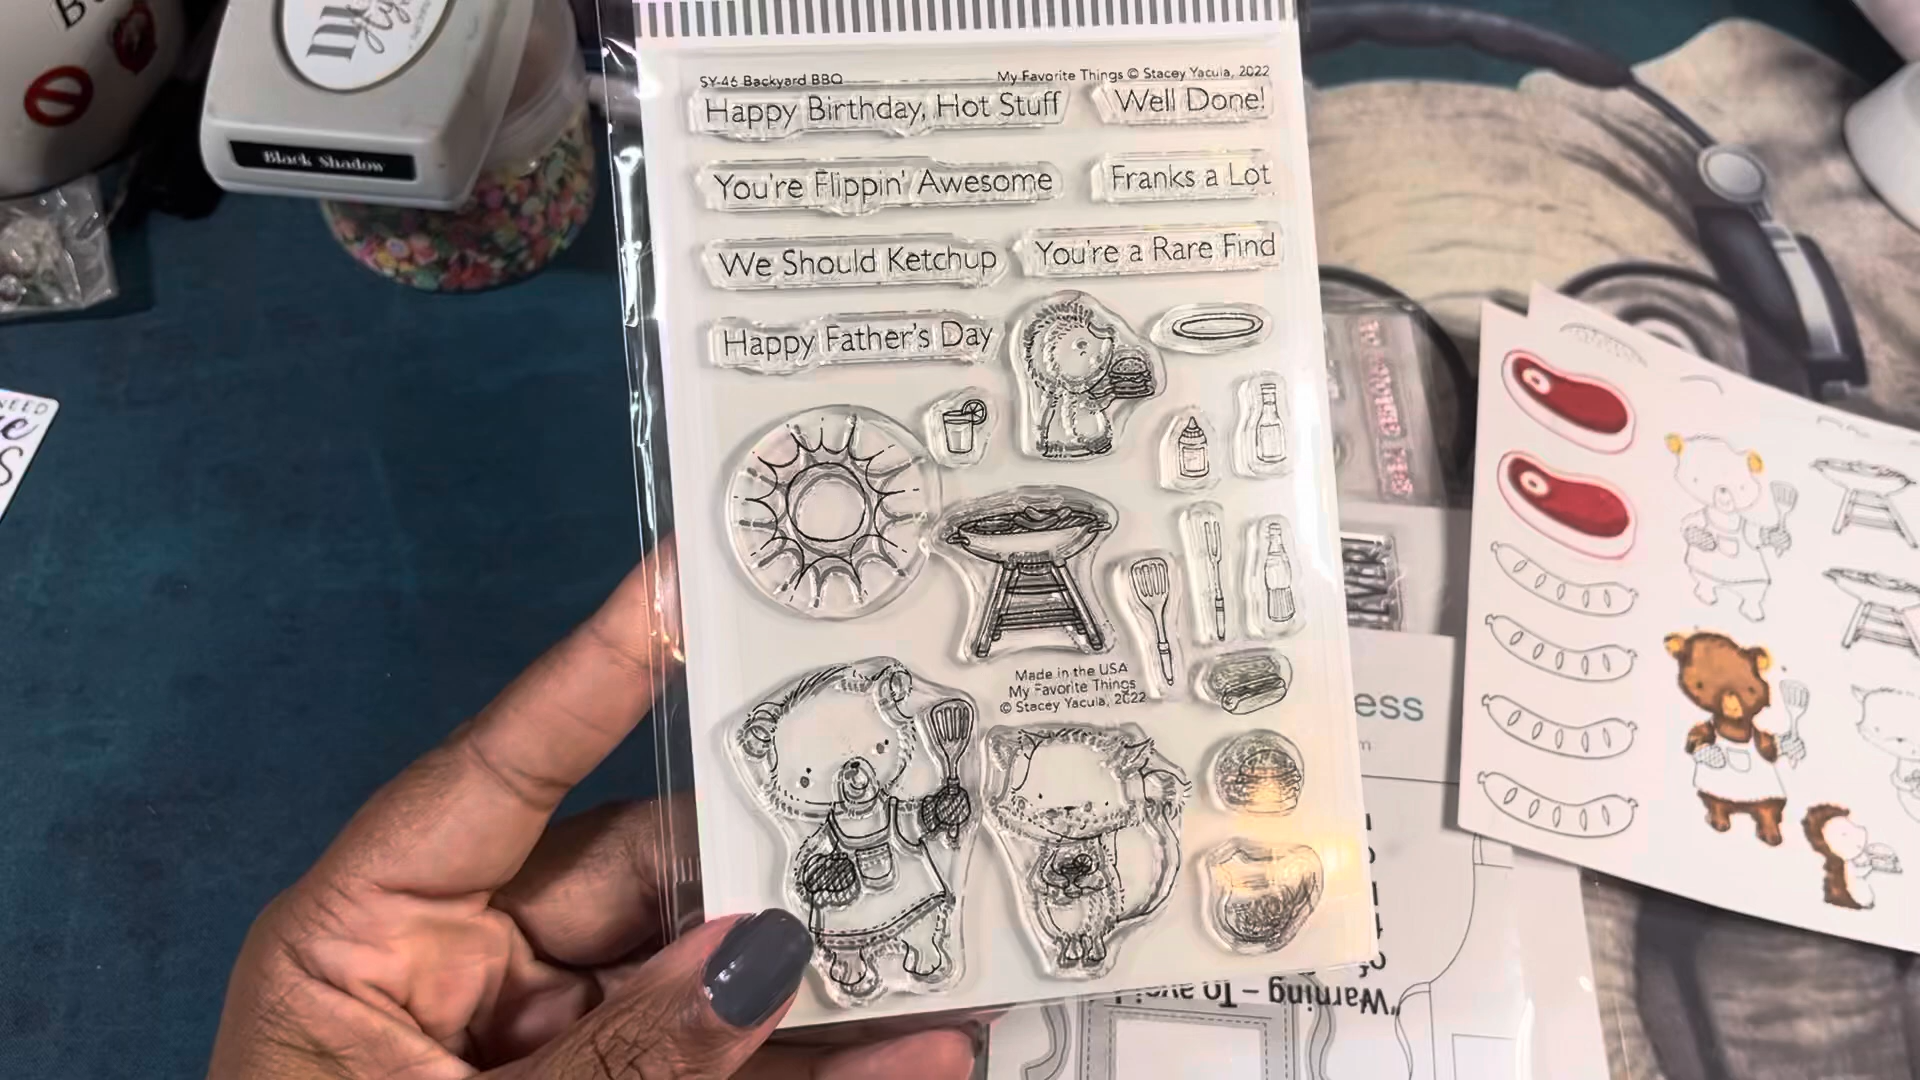 SY-46 Backyard BBQ
My Favorite Things © Stacey Yacula, 2022
Happy Birthday, Hot Stuff
Well Done!
You're Flippin' Awesome
Franks a Lot
We Should Ketchup
You're a Rare Find
Happy Father's Day
Made in the USA
My Favorite Things
© Stacey Yacula, 2022
Black Shadow
NEED
EVER
ess
"Warning – To avoid